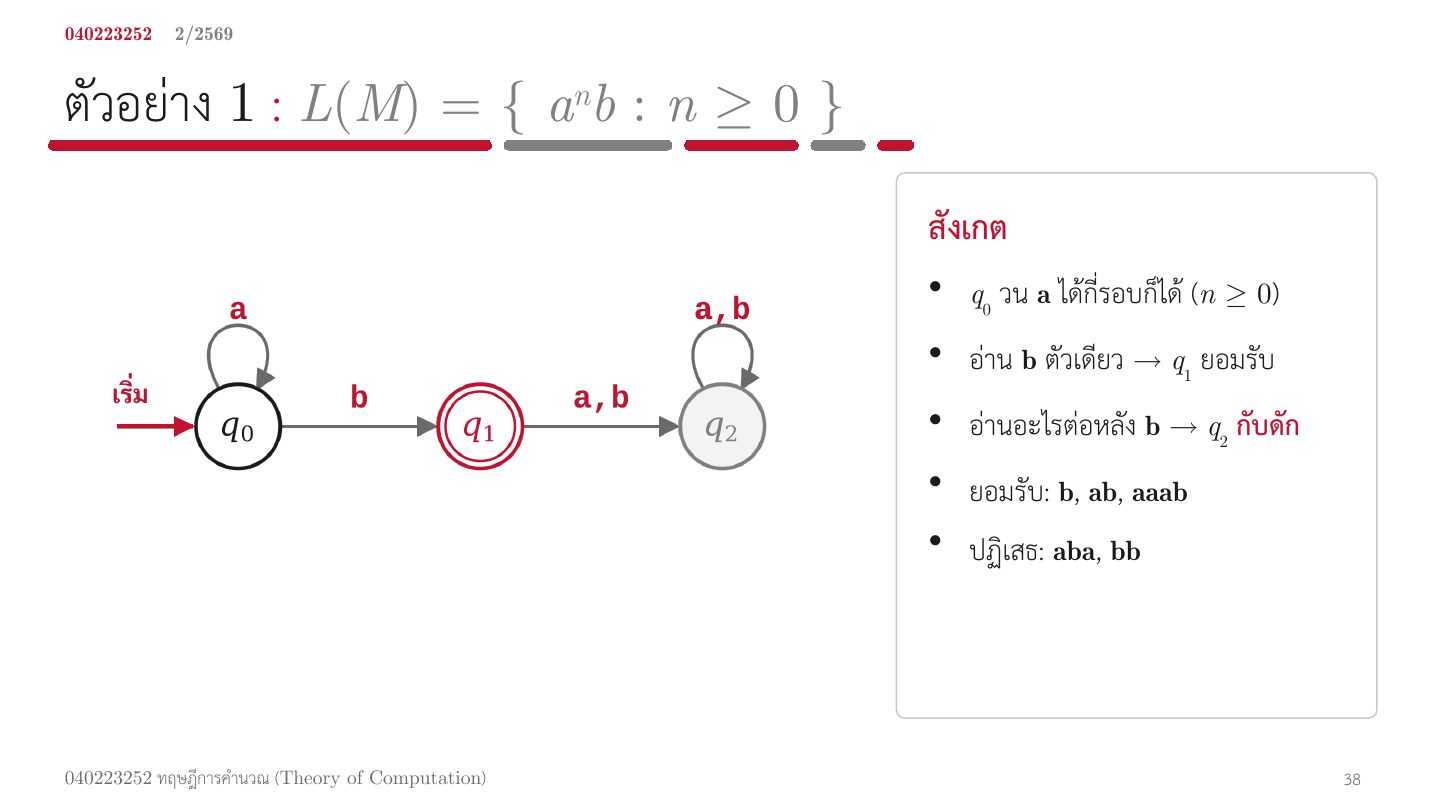 040223252 2/2569
ตัวอย่าง 1 : L(M) = { aⁿb : n ≥ 0 }
เริ่ม
a
q₀
b
q₁
a,b
a,b
q₂
สังเกต
• q₀ วน a ได้กี่รอบก็ได้ (n ≥ 0)
• อ่าน b ตัวเดียว → q₁ ยอมรับ
• อ่านอะไรต่อหลัง b → q₂ กับดัก
• ยอมรับ: b, ab, aaab
• ปฏิเสธ: aba, bb
040223252 ทฤษฎีการคำนวณ (Theory of Computation)
38